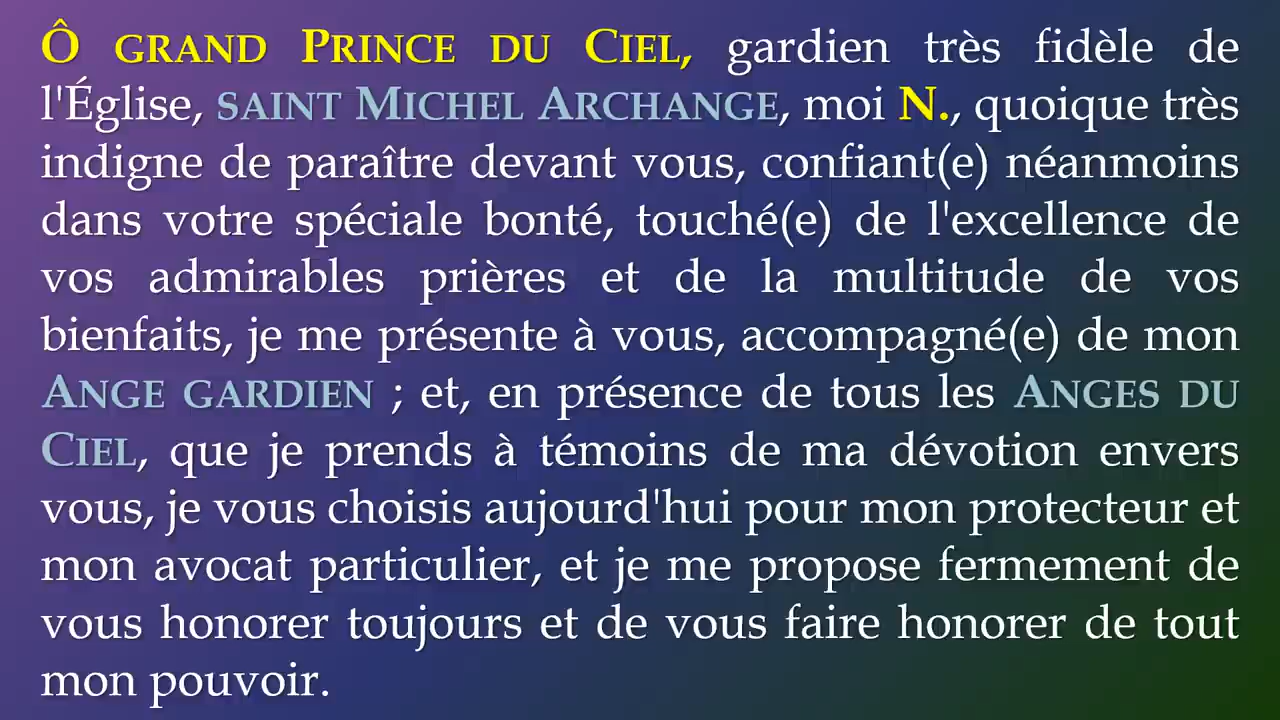 Ô GRAND PRINCE DU CIEL, gardien très fidèle de
l'Église, SAINT MICHEL ARCHANGE, moi N., quoique très
indigne de paraître devant vous, confiant(e) néanmoins
dans votre spéciale bonté, touché(e) de l'excellence de
vos admirables prières et de la multitude de vos
bienfaits, je me présente à vous, accompagné(e) de mon
ANGE GARDIEN ; et, en présence de tous les ANGES DU
CIEL, que je prends à témoins de ma dévotion envers
vous, je vous choisis aujourd'hui pour mon protecteur et
mon avocat particulier, et je me propose fermement de
vous honorer toujours et de vous faire honorer de tout
mon pouvoir.